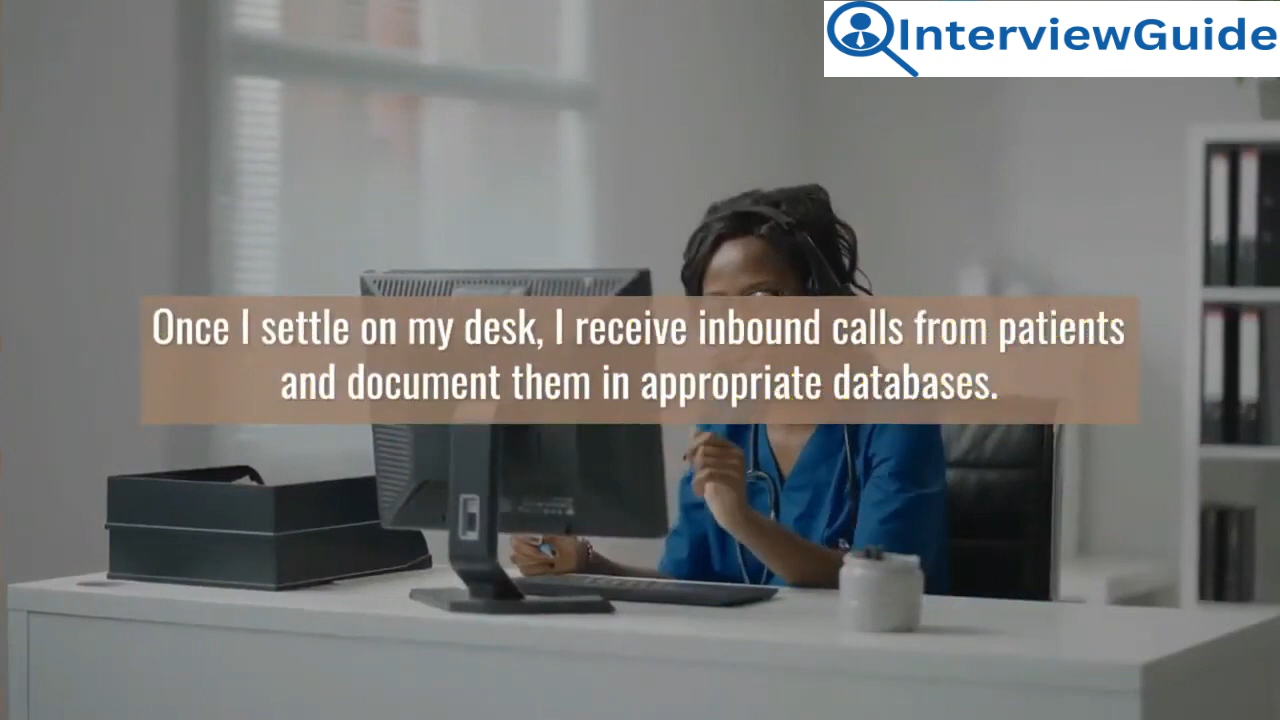 InterviewGuide
Once I settle on my desk, I receive inbound calls from patients
and document them in appropriate databases.